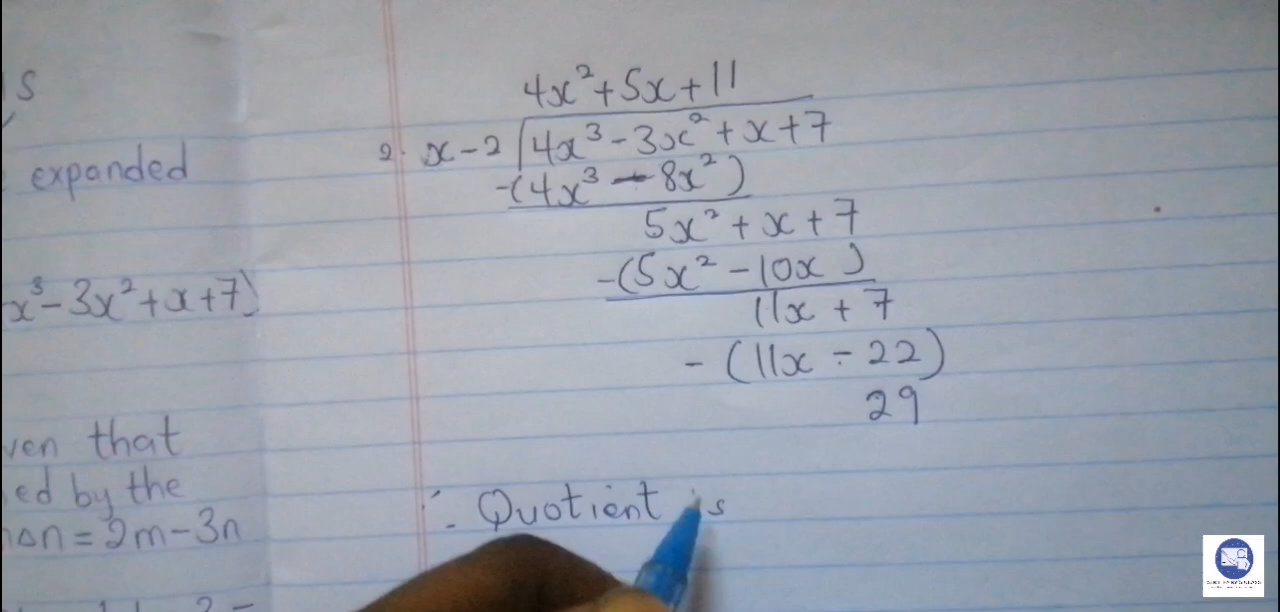 s
expanded
x³-3x²+x+7)
ven that
ed by the
n∆n=2m-3n
4x²+5x+11
2. x-2 4x³-3x²+x+7
-(4x³-8x²)
5x²+x+7
-(5x²-10x)
11x+7
-(11x-22)
29
∴ Quotient is